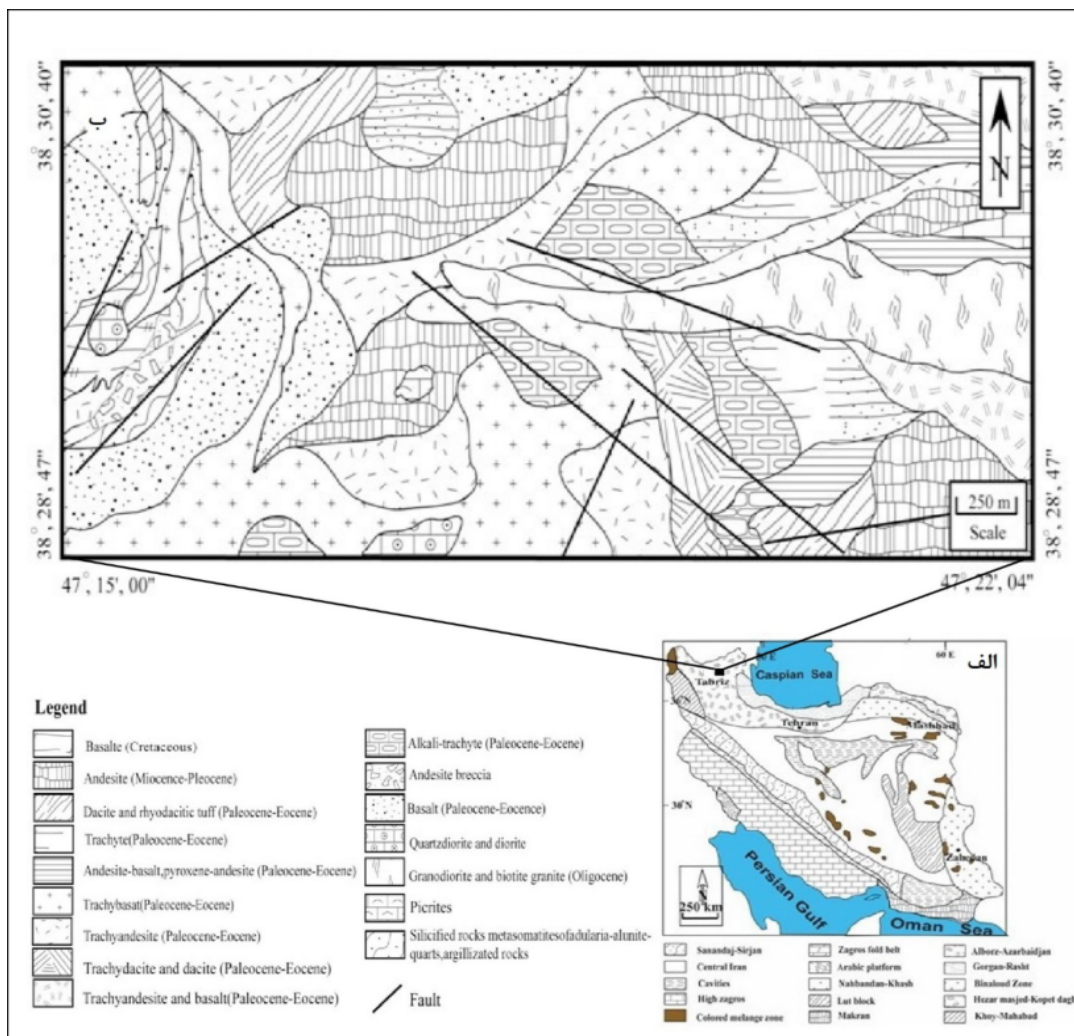 38°, 30', 40"
38°, 30', 40"
ب
N
38°, 28', 47"
38°, 28', 47"
250 m
Scale
47°, 15', 00"
47°, 22', 04"
الف
60 E
Caspian Sea
Tabriz
36°N
Tehran
Mashhad
30°N
Zahedan
Persian Gulf
Oman Sea
N
250 km
Legend
Basalte (Cretaceous)
Andesite (Miocence-Pleocene)
Dacite and rhyodacitic tuff (Paleocene-Eocene)
Trachyte(Paleocene-Eocene)
Andesite-basalt,pyroxene-andesite (Paleocene-Eocene)
Trachybasat(Paleocene-Eocene)
Trachyandesite (Paleocene-Eocene)
Trachydacite and dacite (Paleocene-Eocene)
Trachyandesite and basalt(Paleocene-Eocene)
Alkali-trachyte (Paleocene-Eocene)
Andesite breccia
Basalt (Paleocene-Eocence)
Quartzdiorite and diorite
Granodiorite and biotite granite (Oligocene)
Picrites
Silicified rocks metasomatitesofadularia-alunite-
quarts,argillizated rocks
Fault
Sanandaj-Sirjan
Central Iran
Cavities
High zagros
Colored melange zone
Zagros fold belt
Arabic platform
Nahbandan-Khash
Lut block
Makran
Alborz-Azarbaidjan
Gorgan-Rasht
Binaloud Zone
Hezar masjed-Kopet dagh
Khoy-Mahabad